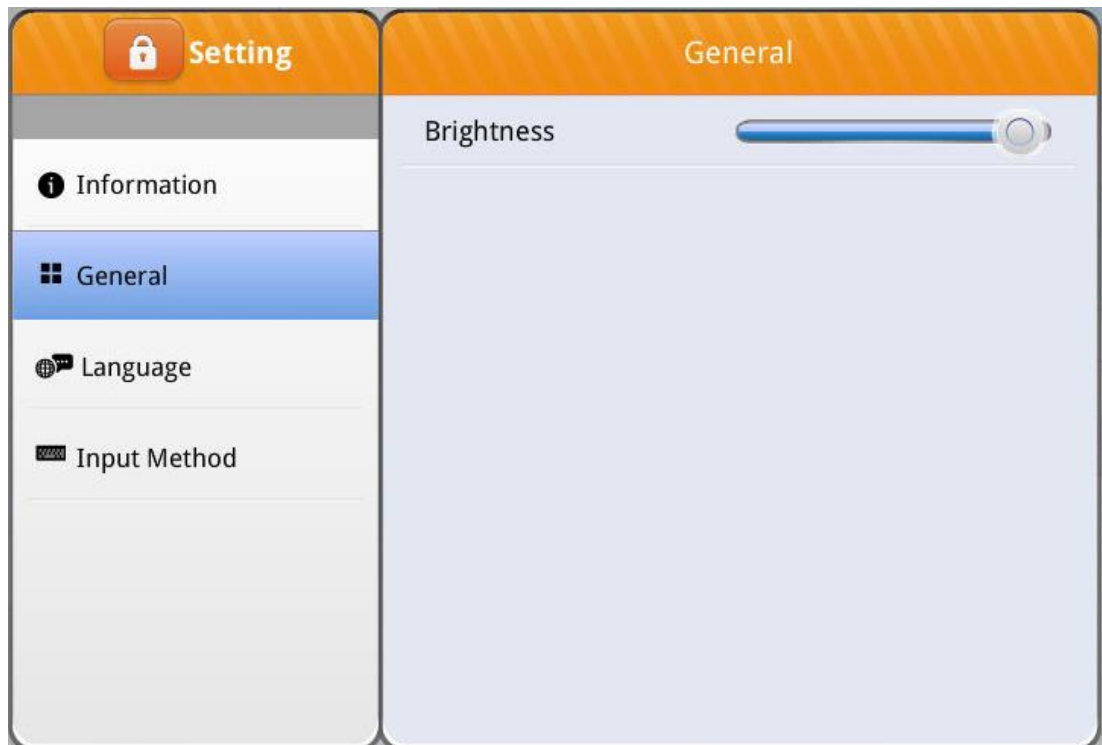 Setting
General
Brightness
Information
General
Language
Input Method